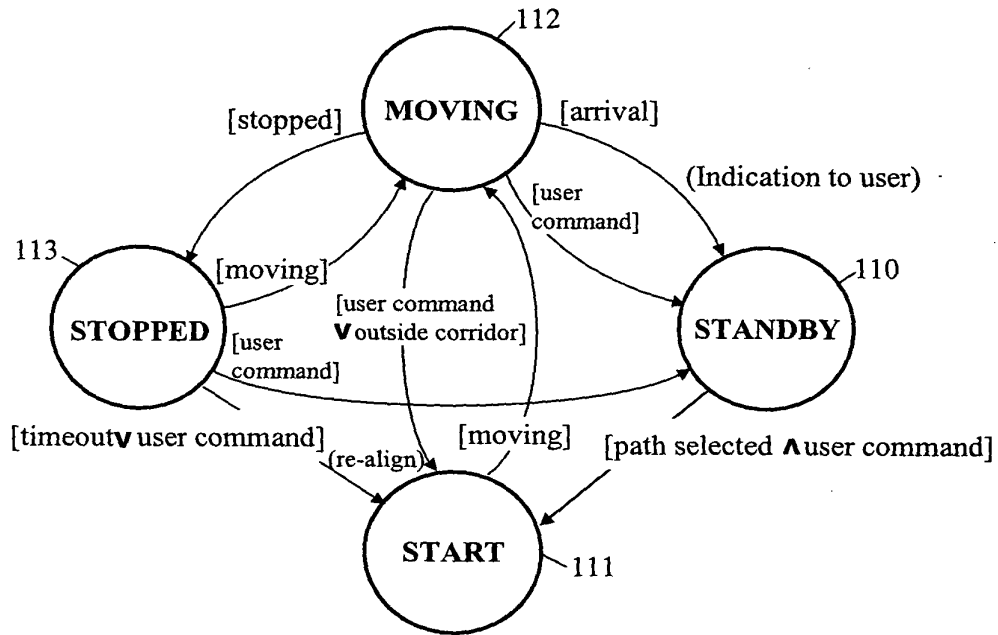 112
MOVING
[stopped]
[arrival]
(Indication to user)
[user
command]
113
110
[moving]
STOPPED
[user command
∨ outside corridor]
STANDBY
[user
command]
[timeout∨ user command]
(re-align)
[moving]
[path selected ∧ user command]
START
111